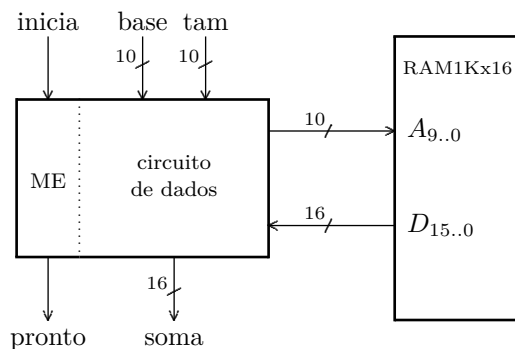 inicia base tam
10 10
RAM1Kx16
10 A9..0
ME circuito
de dados
16 D15..0
16
pronto soma